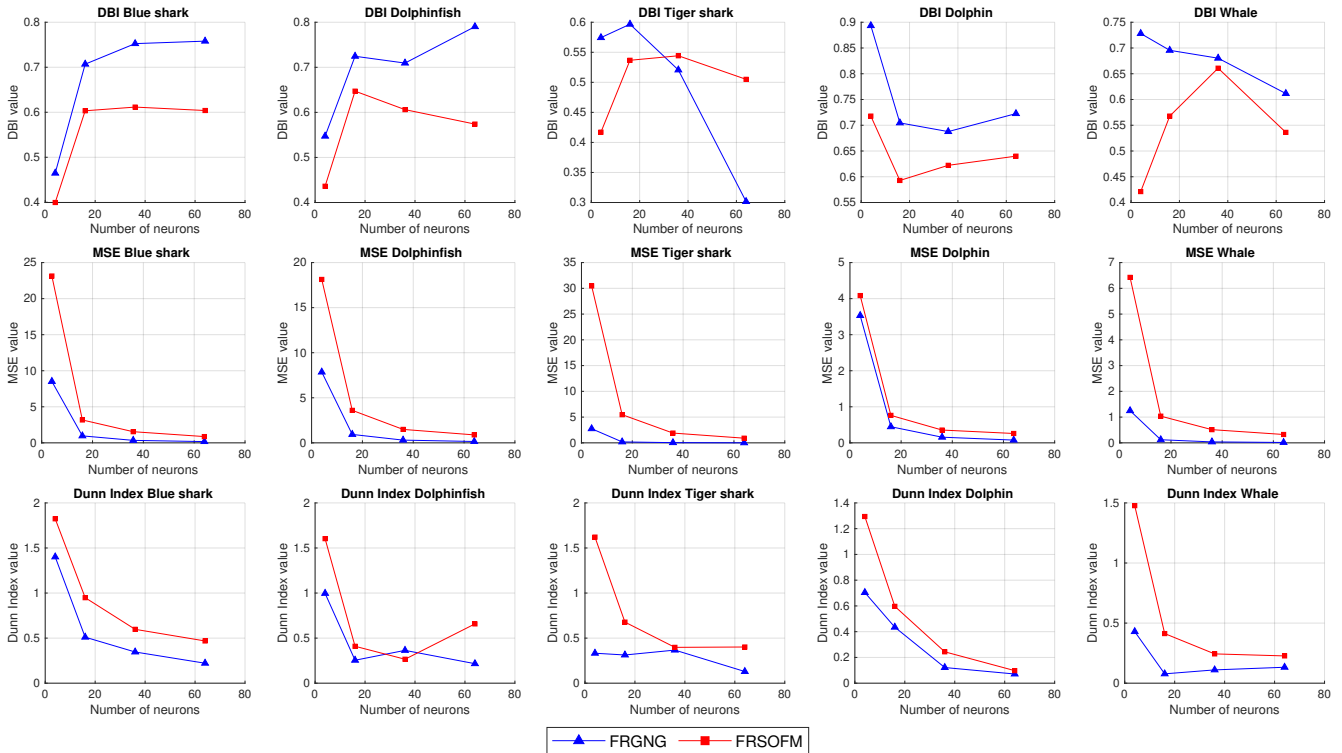 DBI Blue shark
DBI Dolphinfish
DBI Tiger shark
DBI Dolphin
DBI Whale
DBI value
0.8
0.7
0.6
0.5
0.4
0 20 40 60 80
Number of neurons
DBI value
0.8
0.7
0.6
0.5
0.4
0 20 40 60 80
Number of neurons
DBI value
0.6
0.55
0.5
0.45
0.4
0.35
0.3
0 20 40 60 80
Number of neurons
DBI value
0.9
0.85
0.8
0.75
0.7
0.65
0.6
0.55
0 20 40 60 80
Number of neurons
DBI value
0.75
0.7
0.65
0.6
0.55
0.5
0.45
0.4
0 20 40 60 80
Number of neurons
MSE Blue shark
MSE Dolphinfish
MSE Tiger shark
MSE Dolphin
MSE Whale
MSE value
25
20
15
10
5
0
0 20 40 60 80
Number of neurons
MSE value
20
15
10
5
0
0 20 40 60 80
Number of neurons
MSE value
35
30
25
20
15
10
5
0
0 20 40 60 80
Number of neurons
MSE value
5
4
3
2
1
0
0 20 40 60 80
Number of neurons
MSE value
7
6
5
4
3
2
1
0
0 20 40 60 80
Number of neurons
Dunn Index Blue shark
Dunn Index Dolphinfish
Dunn Index Tiger shark
Dunn Index Dolphin
Dunn Index Whale
Dunn Index value
2
1.5
1
0.5
0
0 20 40 60 80
Number of neurons
Dunn Index value
2
1.5
1
0.5
0
0 20 40 60 80
Number of neurons
Dunn Index value
2
1.5
1
0.5
0
0 20 40 60 80
Number of neurons
Dunn Index value
1.4
1.2
1
0.8
0.6
0.4
0.2
0
0 20 40 60 80
Number of neurons
Dunn Index value
1.5
1
0.5
0
0 20 40 60 80
Number of neurons
FRGNG FRSOFM